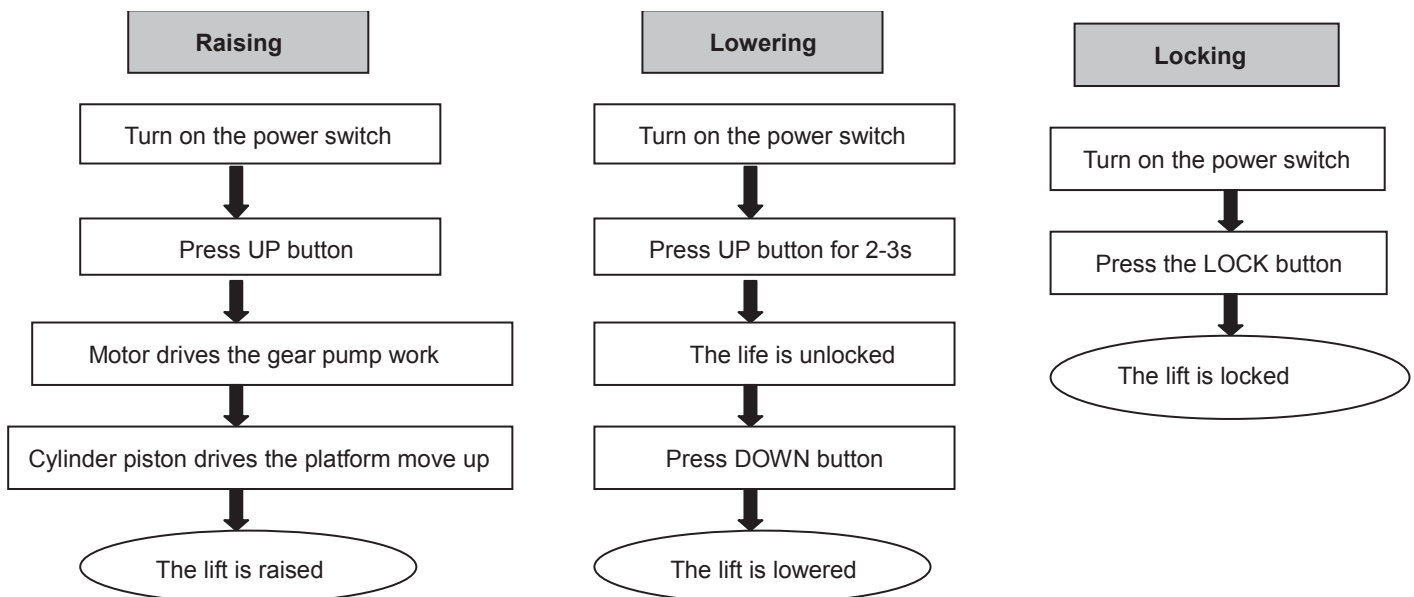 Raising
Turn on the power switch
Press UP button
Motor drives the gear pump work
Cylinder piston drives the platform move up
The lift is raised
Lowering
Turn on the power switch
Press UP button for 2-3s
The life is unlocked
Press DOWN button
The lift is lowered
Locking
Turn on the power switch
Press the LOCK button
The lift is locked